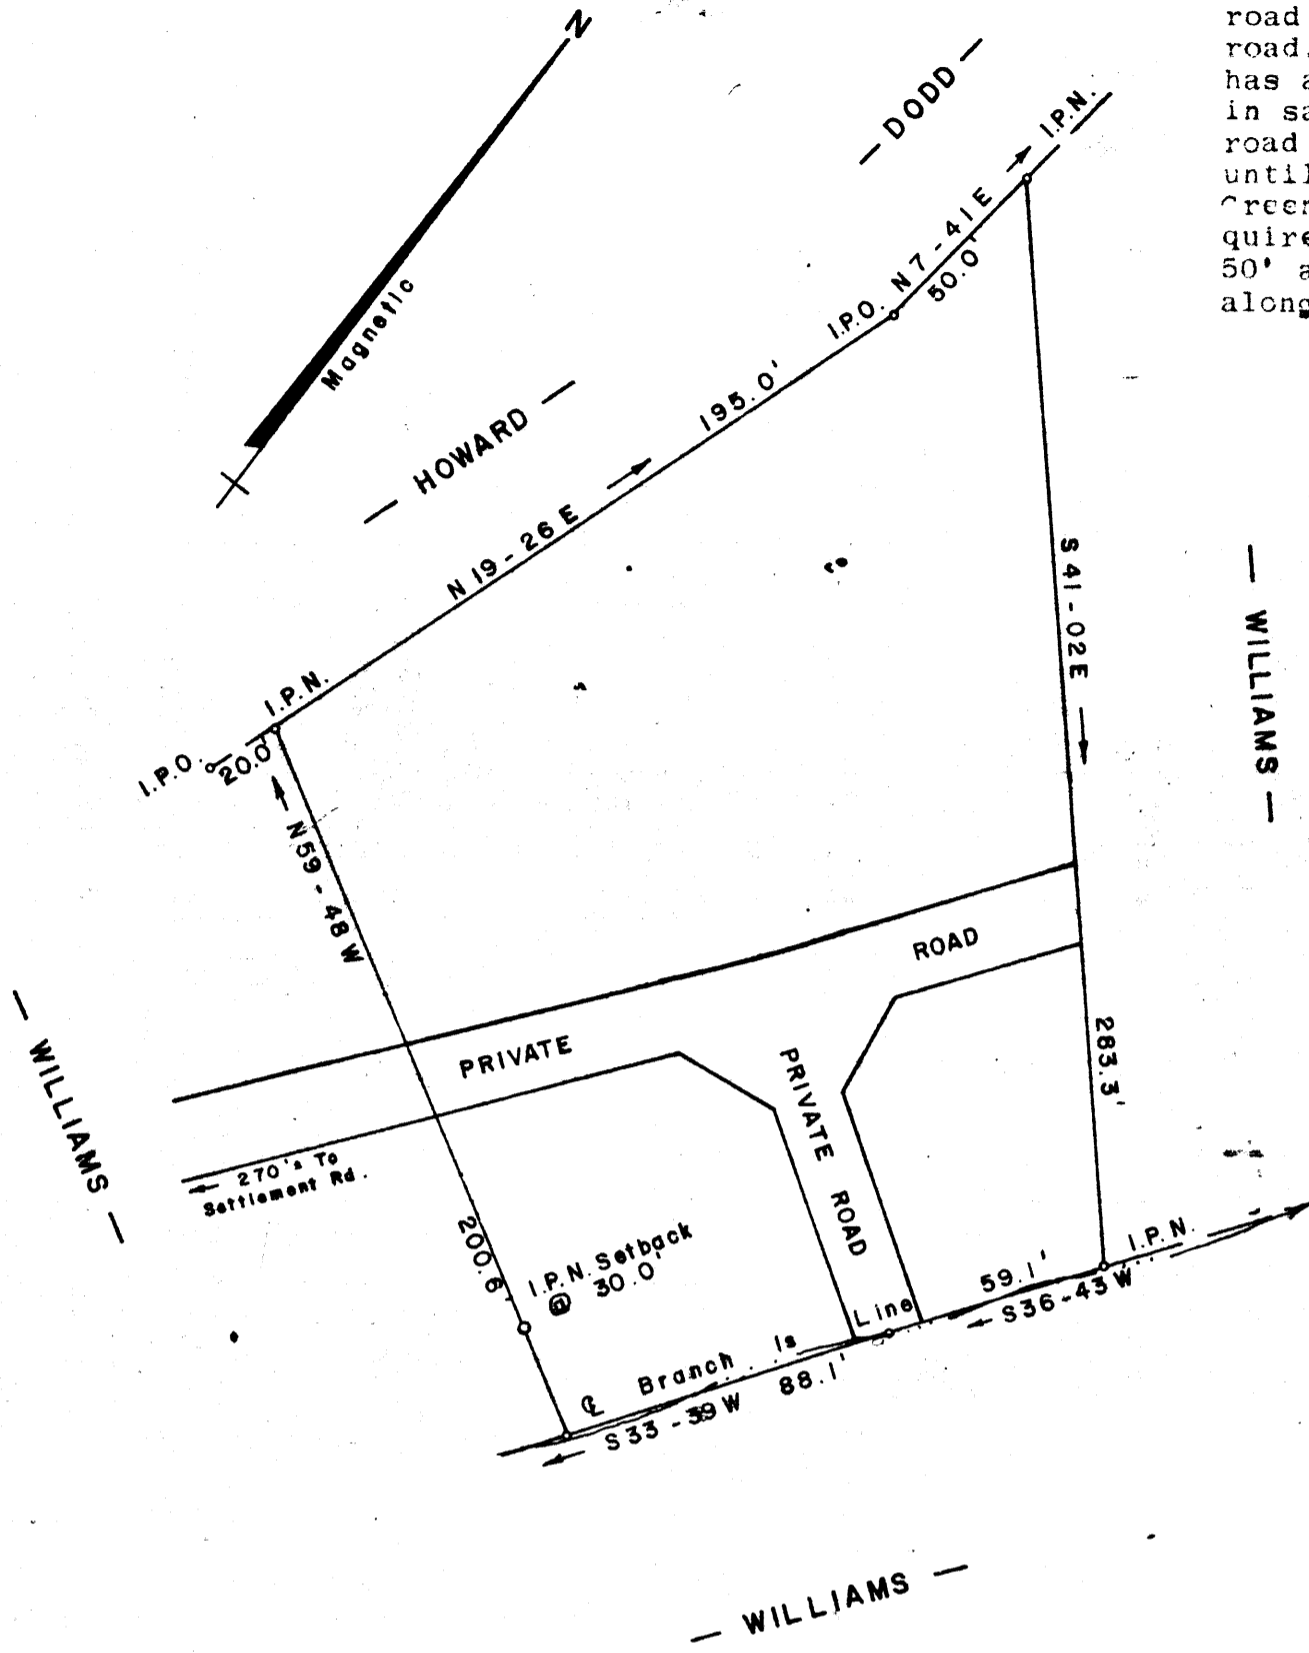 road
road.
has a
in sa
road
until
Green
quire
50' a
along
N
Magnetic
— DODD —
I.P.N.
N 7 - 41 E
50.0'
I.P.O.
— HOWARD —
195.0'
N 19 - 26 E
S 41 - 02 E
— WILLIAMS —
I.P.N.
I.P.O.
20.0'
N 59 - 48 W
ROAD
PRIVATE
PRIVATE ROAD
283.3'
— WILLIAMS —
270'± To
Settlement Rd.
200.6'
I.P.N. Setback
@ 30.0'
I.P.N.
59.1'
S 36 - 43 W
℄ Branch Is Line
88.1'
S 33 - 39 W
— WILLIAMS —